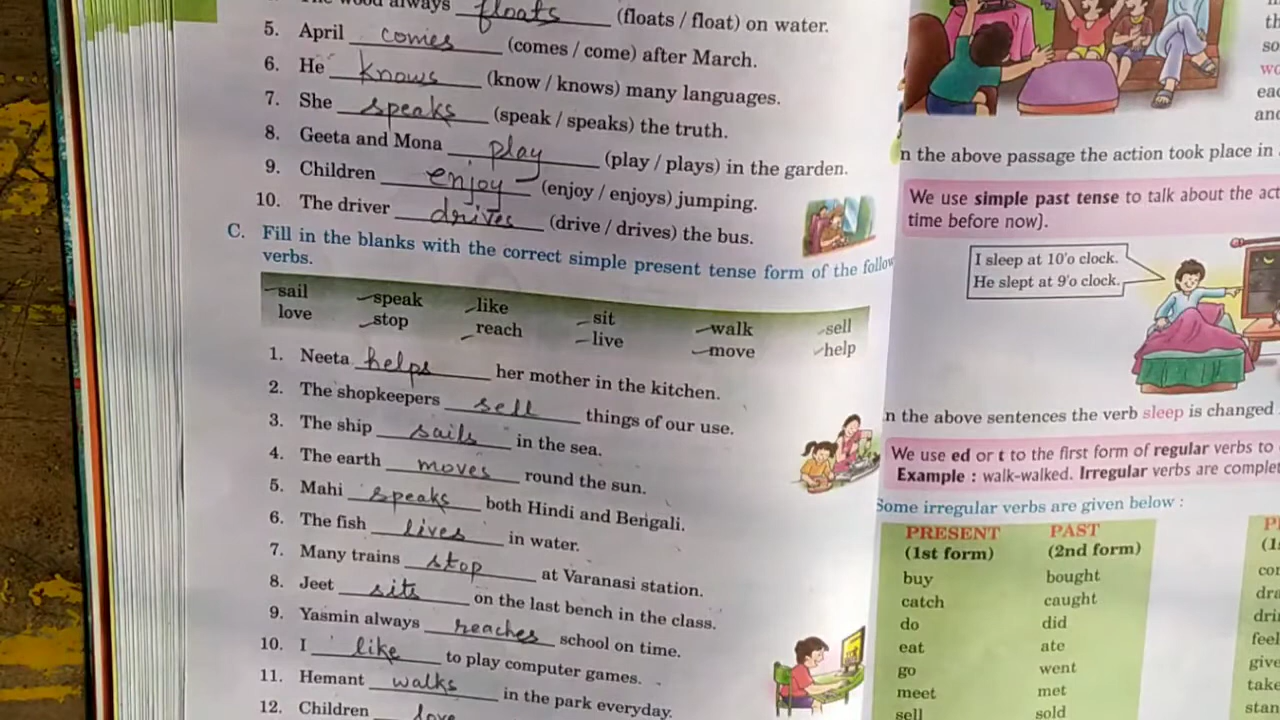 wood always floats (floats / float) on water.
5. April comes (comes / come) after March.
6. He knows (know / knows) many languages.
7. She speaks (speak / speaks) the truth.
8. Geeta and Mona play (play / plays) in the garden.
9. Children enjoy (enjoy / enjoys) jumping.
10. The driver drives (drive / drives) the bus.
C. Fill in the blanks with the correct simple present tense form of the
verbs.
sail speak like sit walk sell
love stop reach live move help
1. Neeta helps her mother in the kitchen.
2. The shopkeepers sell things of our use.
3. The ship sails in the sea.
4. The earth moves round the sun.
5. Mahi speaks both Hindi and Bengali.
6. The fish lives in water.
7. Many trains stop at Varanasi station.
8. Jeet sits on the last bench in the class.
9. Yasmin always reaches school on time.
10. I like to play computer games.
11. Hemant walks in the park everyday.
12. Children love
n the above passage the action took place in
We use simple past tense to talk about the
time before now).
I sleep at 10'o clock.
He slept at 9'o clock.
n the above sentences the verb sleep is changed
We use ed or t to the first form of regular verbs to
Example : walk-walked. Irregular verbs are
Some irregular verbs are given below :
PRESENT PAST
(1st form) (2nd form)
buy bought
catch caught
do did
eat ate
go went
meet met
sell sold